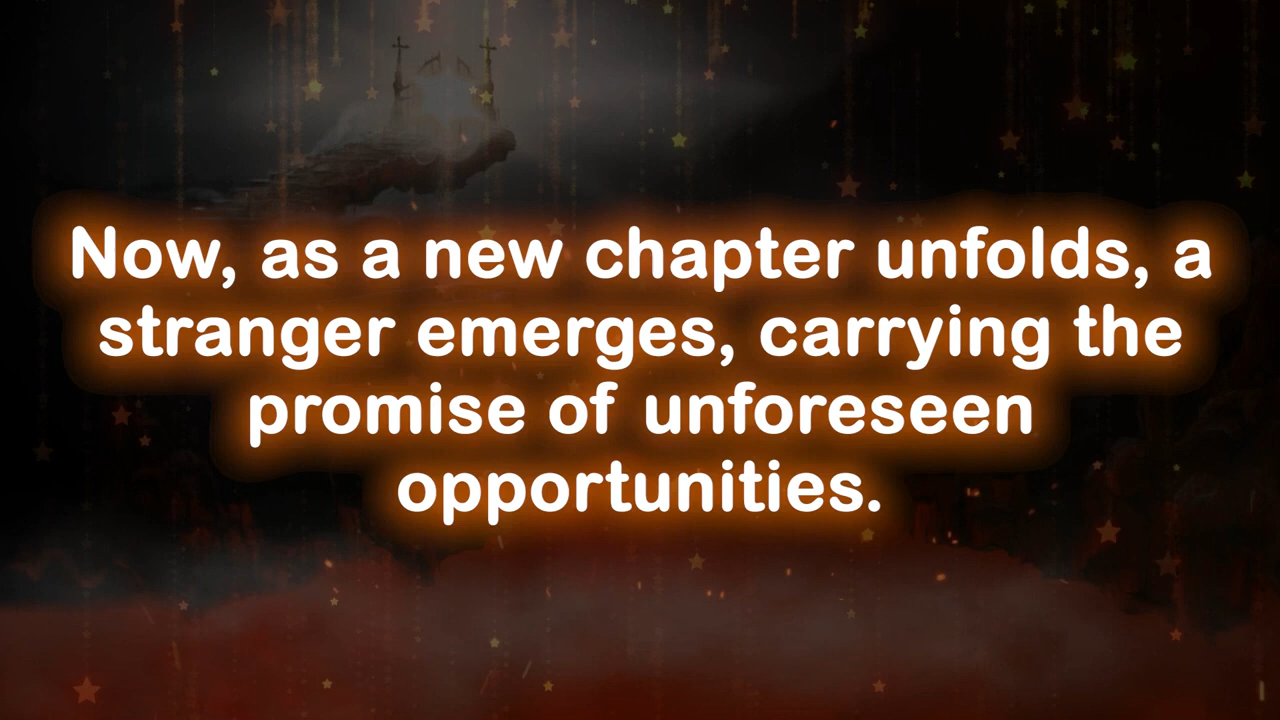 Now, as a new chapter unfolds, a
stranger emerges, carrying the
promise of unforeseen
opportunities.